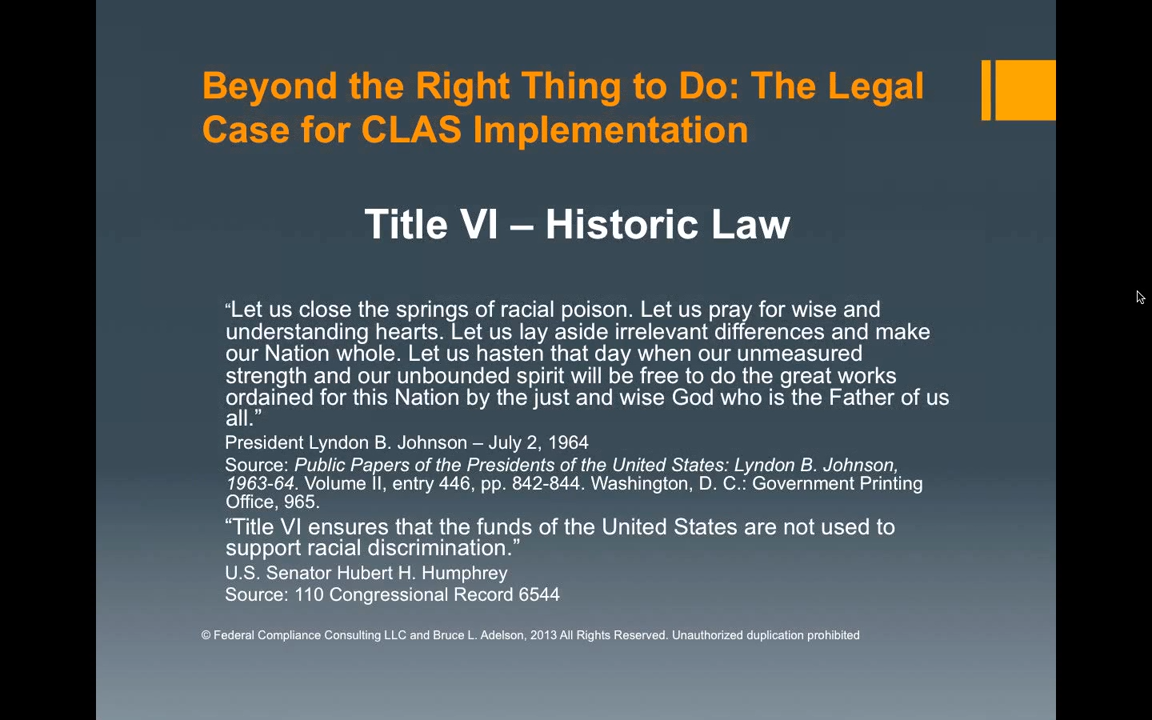 Beyond the Right Thing to Do: The Legal
Case for CLAS Implementation
Title VI – Historic Law
“Let us close the springs of racial poison. Let us pray for wise and
understanding hearts. Let us lay aside irrelevant differences and make
our Nation whole. Let us hasten that day when our unmeasured
strength and our unbounded spirit will be free to do the great works
ordained for this Nation by the just and wise God who is the Father of us
all.”
President Lyndon B. Johnson – July 2, 1964
Source: Public Papers of the Presidents of the United States: Lyndon B. Johnson,
1963-64. Volume II, entry 446, pp. 842-844. Washington, D. C.: Government Printing
Office, 965.
“Title VI ensures that the funds of the United States are not used to
support racial discrimination.”
U.S. Senator Hubert H. Humphrey
Source: 110 Congressional Record 6544
© Federal Compliance Consulting LLC and Bruce L. Adelson, 2013 All Rights Reserved. Unauthorized duplication prohibited